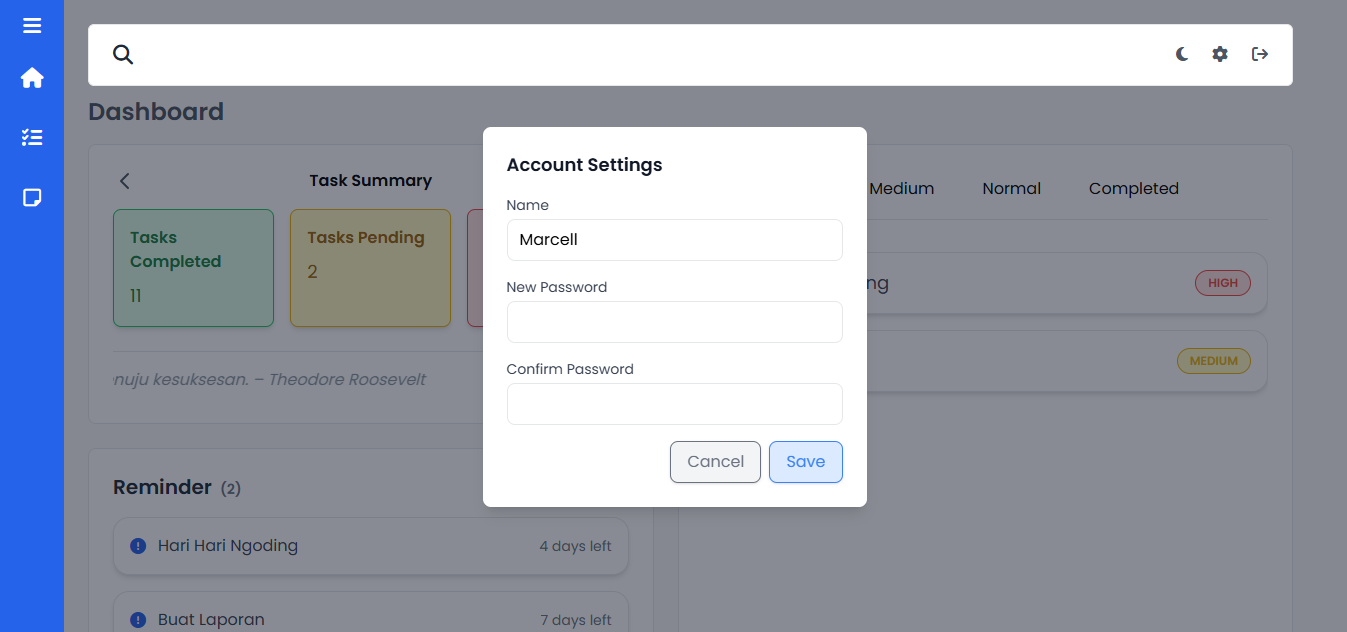 Dashboard
Task Summary
Tasks
Completed
11
Tasks Pending
2
nuju kesuksesan. – Theodore Roosevelt
Reminder (2)
Hari Hari Ngoding
4 days left
Buat Laporan
7 days left
Account Settings
Name
Marcell
New Password
Confirm Password
Cancel
Save
Medium
Normal
Completed
ng
HIGH
MEDIUM